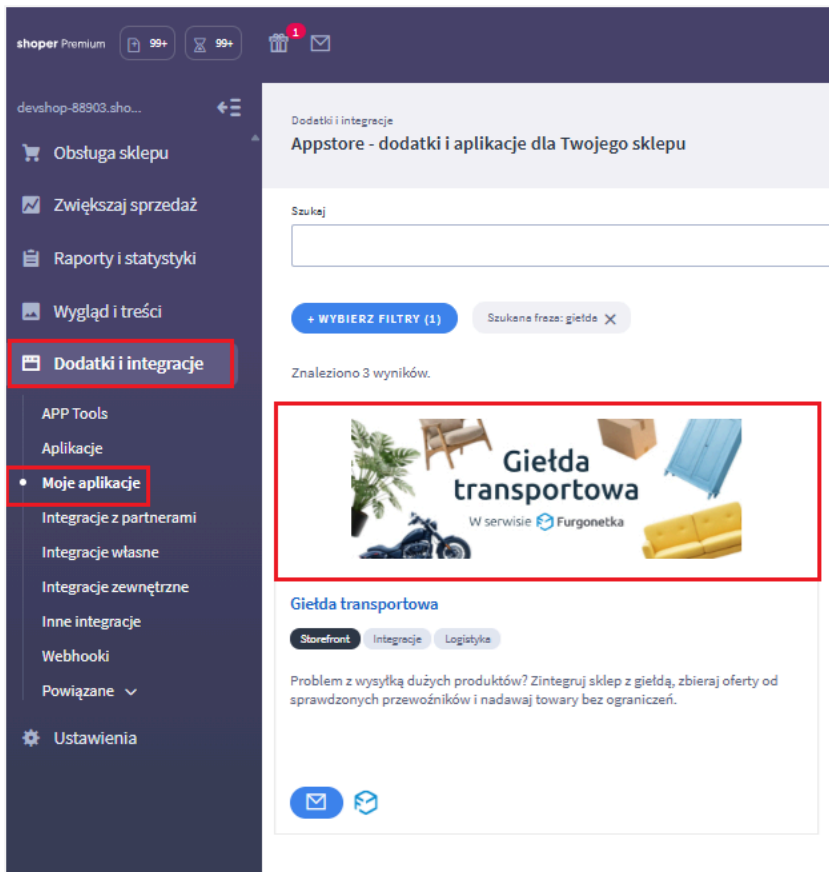 shoper Premium 99+ 99+ 1
devshop-88903.sho...
Obsługa sklepu
Zwiększaj sprzedaż
Raporty i statystyki
Wygląd i treści
Dodatki i integracje
APP Tools
Aplikacje
Moje aplikacje
Integracje z partnerami
Integracje własne
Integracje zewnętrzne
Inne integracje
Webhooki
Powiązane
Ustawienia
Dodatki i integracje
Appstore - dodatki i aplikacje dla Twojego sklepu
Szukaj
+ WYBIERZ FILTRY (1) Szukana fraza: giełda
Znaleziono 3 wyników.
Giełda
transportowa
W serwisie Furgonetka
Giełda transportowa
Storefront Integracje Logistyka
Problem z wysyłką dużych produktów? Zintegruj sklep z giełdą, zbieraj oferty od
sprawdzonych przewoźników i nadawaj towary bez ograniczeń.